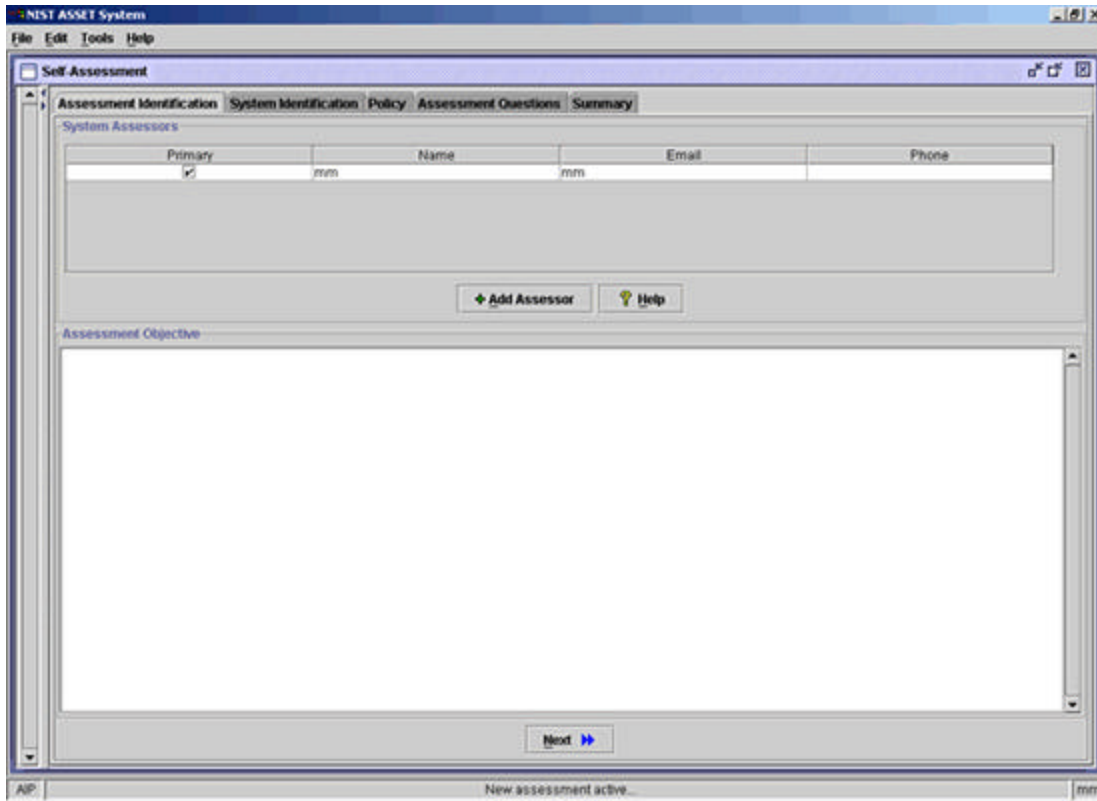 NIST ASSET System
File Edit Tools Help
Self-Assessment
Assessment Identification System Identification Policy Assessment Questions Summary
System Assessors
Primary Name Email Phone
mm mm
Add Assessor Help
Assessment Objective
Next
AIP New assessment active... mm